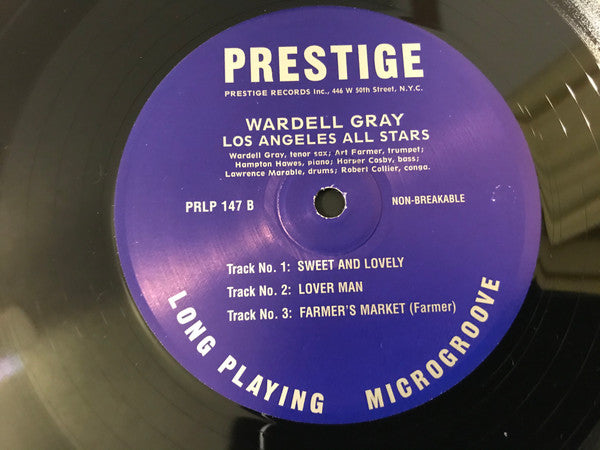 PRESTIGE
PRESTIGE RECORDS Inc., 446 W 50th Street, N.Y.C.
WARDELL GRAY
LOS ANGELES ALL STARS
Wardell Gray, tenor sax; Art Farmer, trumpet;
Hampton Hawes, piano; Harper Cosby, bass;
Lawrence Marable, drums; Robert Collier, conga.
PRLP 147 B
NON-BREAKABLE
Track No. 1: SWEET AND LOVELY
Track No. 2: LOVER MAN
Track No. 3: FARMER'S MARKET (Farmer)
LONG PLAYING MICROGROOVE